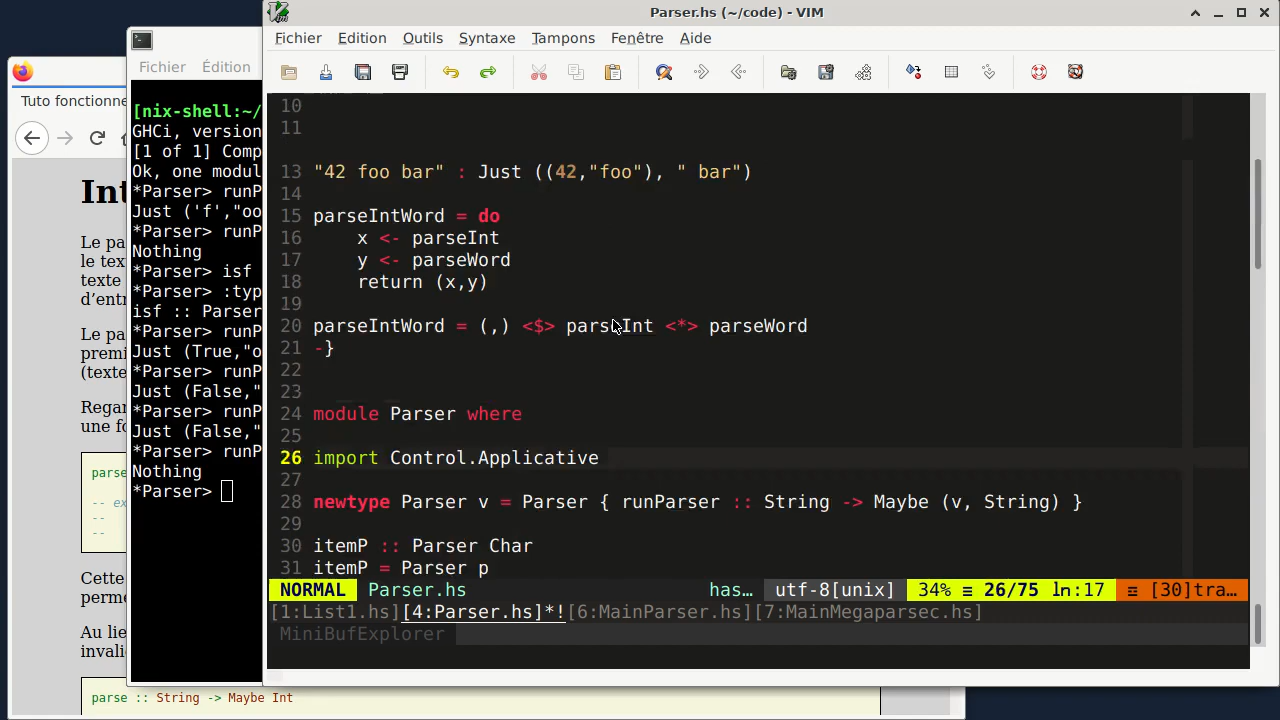 Parser.hs (~/code) - VIM
Fichier Edition Outils Syntaxe Tampons Fenêtre Aide
10
11
13 "42 foo bar" : Just ((42,"foo"), " bar")
14
15 parseIntWord = do
16 x <- parseInt
17 y <- parseWord
18 return (x,y)
19
20 parseIntWord = (,) <$> parseInt <*> parseWord
21 -}
22
23
24 module Parser where
25
26 import Control.Applicative
27
28 newtype Parser v = Parser { runParser :: String -> Maybe (v, String) }
29
30 itemP :: Parser Char
31 itemP = Parser p
NORMAL Parser.hs has… utf-8[unix] 34% ≡ 26/75 ln:17 ≡ [30]tra…
[1:List1.hs][4:Parser.hs]*![6:MainParser.hs][7:MainMegaparsec.hs]
MiniBufExplorer
Fichier Édition
[nix-shell:~/
GHCi, version
[1 of 1] Comp
Ok, one modul
*Parser> runP
Just ('f',"oo
*Parser> runP
Nothing
*Parser> isf
*Parser> :typ
isf :: Parser
*Parser> runP
Just (True,"o
*Parser> runP
Just (False,"
*Parser> runP
Just (False,"
*Parser> runP
Nothing
*Parser>
Tuto fonctionne
Int
Le pa
le tex
texte
d'entr
Le pa
premi
(texte
Regar
une fo
parse
-- ex
--
--
Cette
perme
Au lie
invali
parse :: String -> Maybe Int